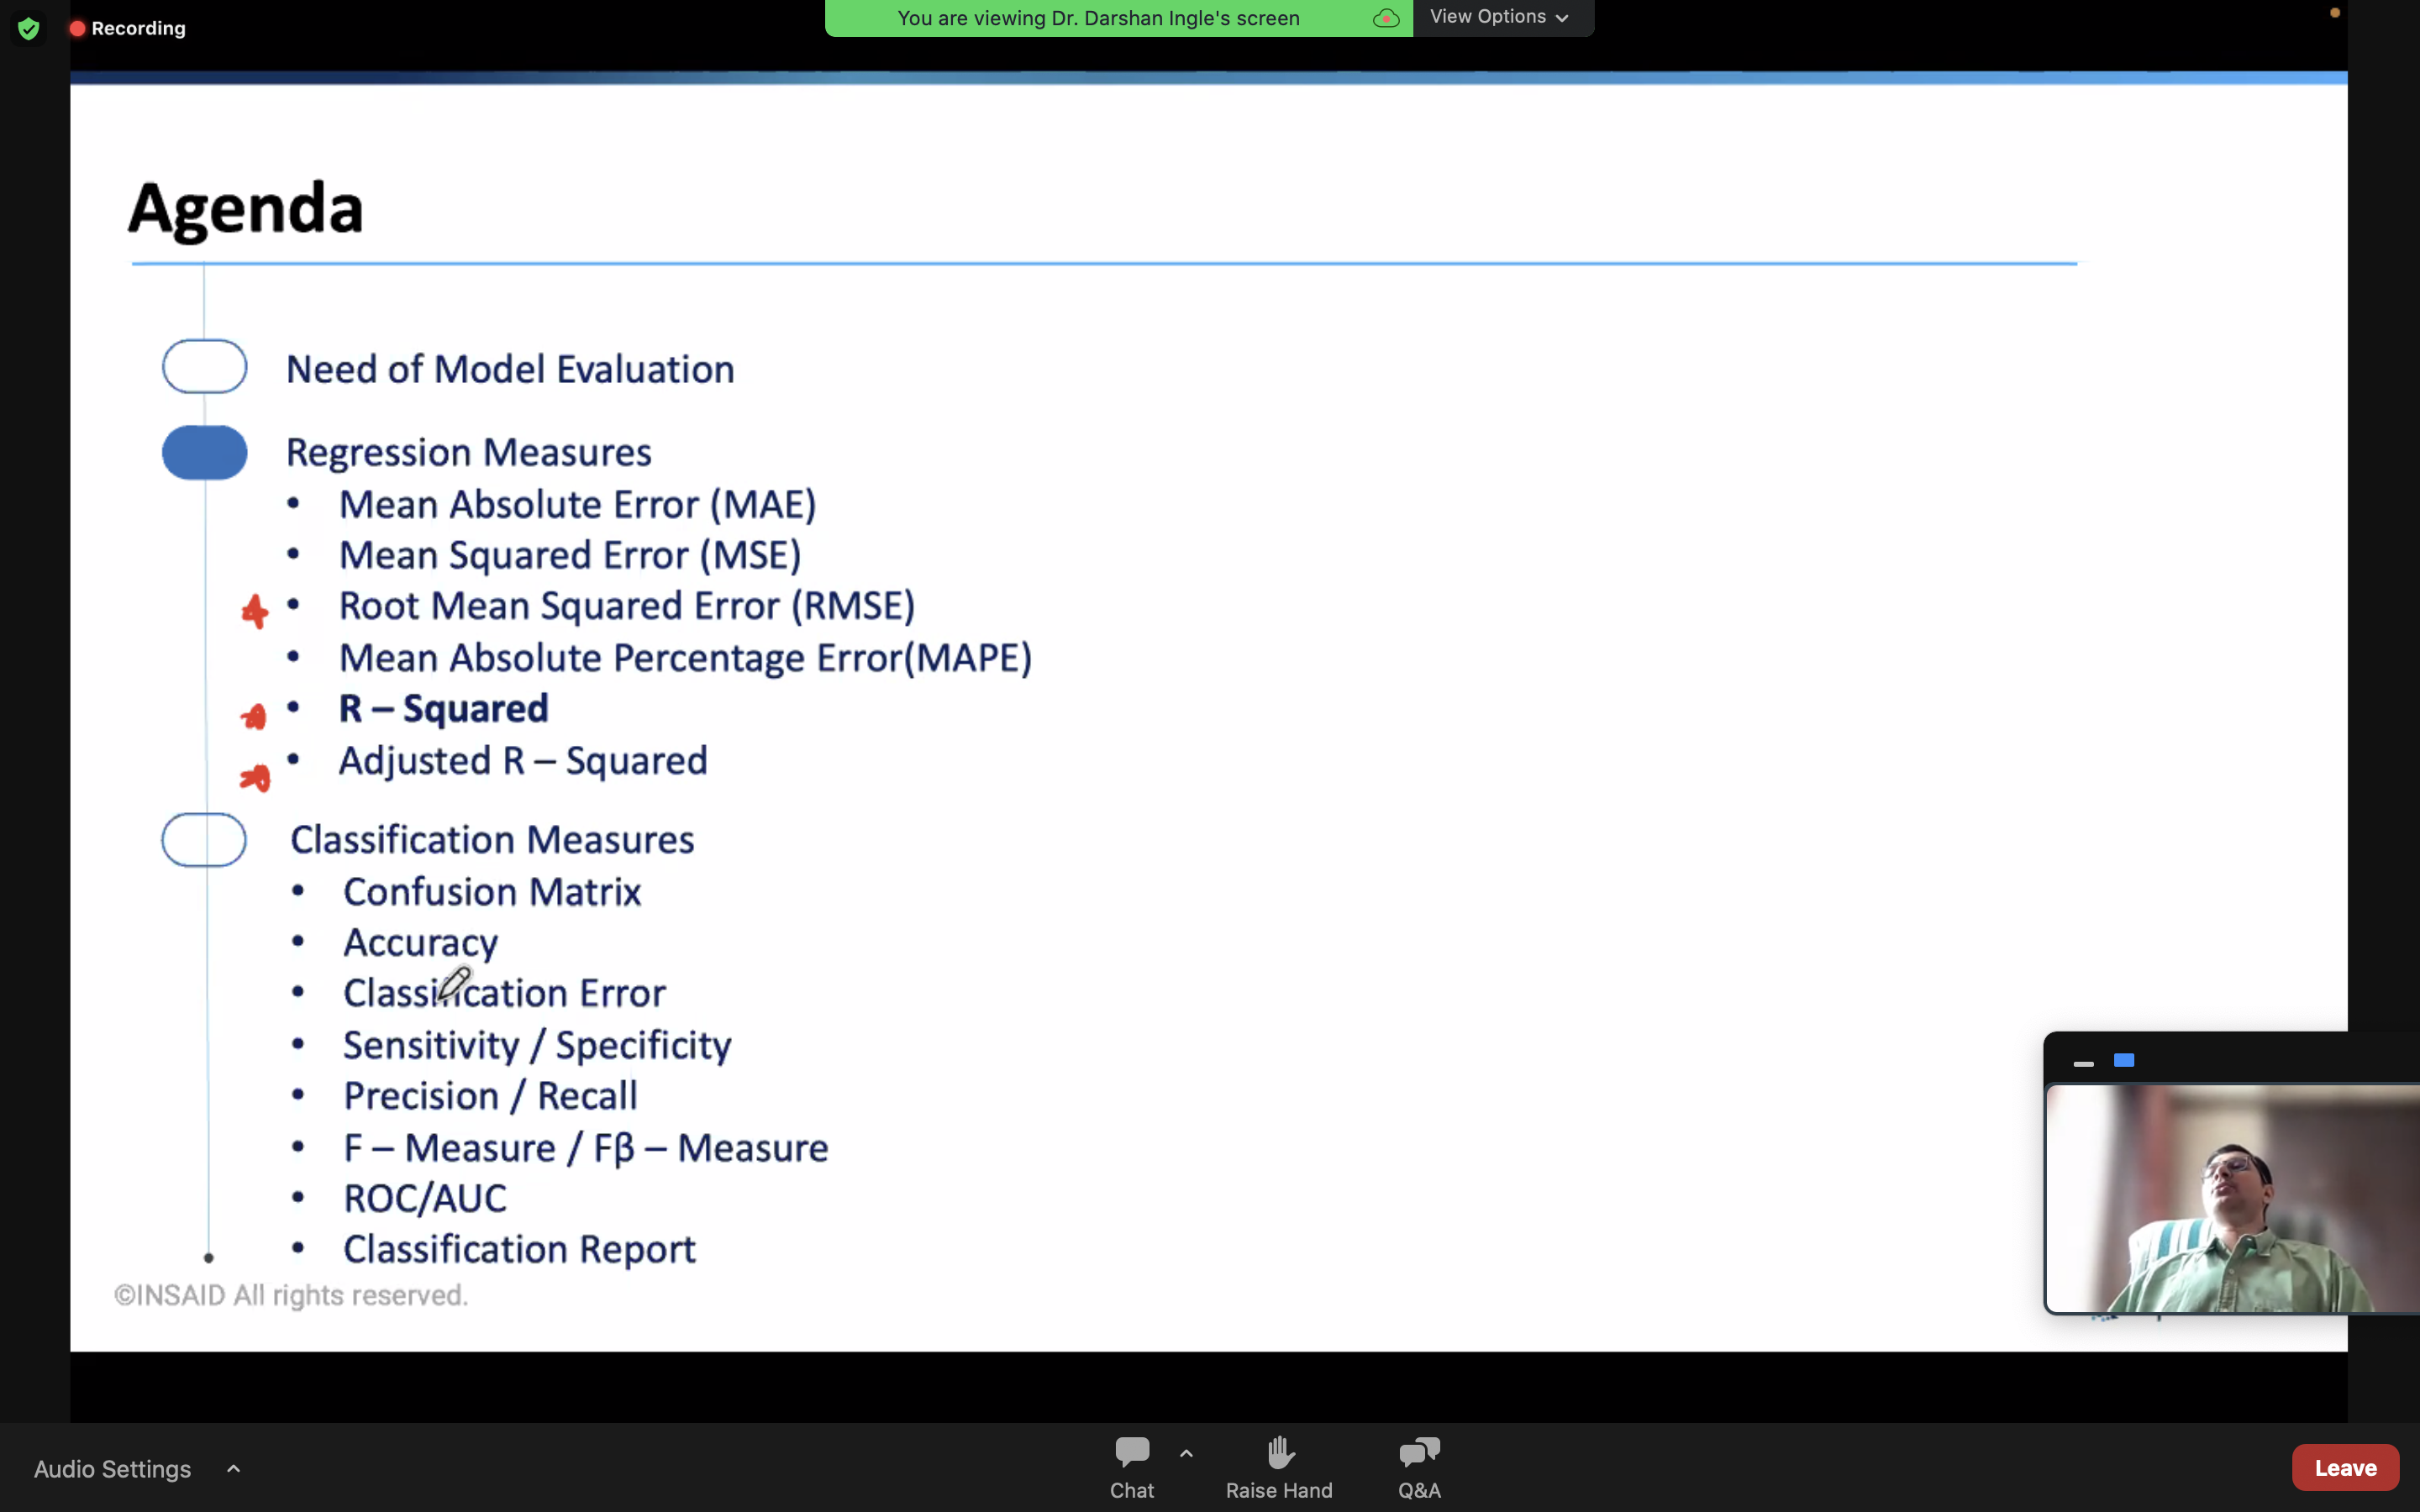 Recording
You are viewing Dr. Darshan Ingle's screen
View Options
Agenda
Need of Model Evaluation
Regression Measures
• Mean Absolute Error (MAE)
• Mean Squared Error (MSE)
• Root Mean Squared Error (RMSE)
• Mean Absolute Percentage Error(MAPE)
• R – Squared
• Adjusted R – Squared
Classification Measures
• Confusion Matrix
• Accuracy
• Classification Error
• Sensitivity / Specificity
• Precision / Recall
• F – Measure / Fβ – Measure
• ROC/AUC
• Classification Report
©INSAID All rights reserved.
Audio Settings
Chat
Raise Hand
Q&A
Leave